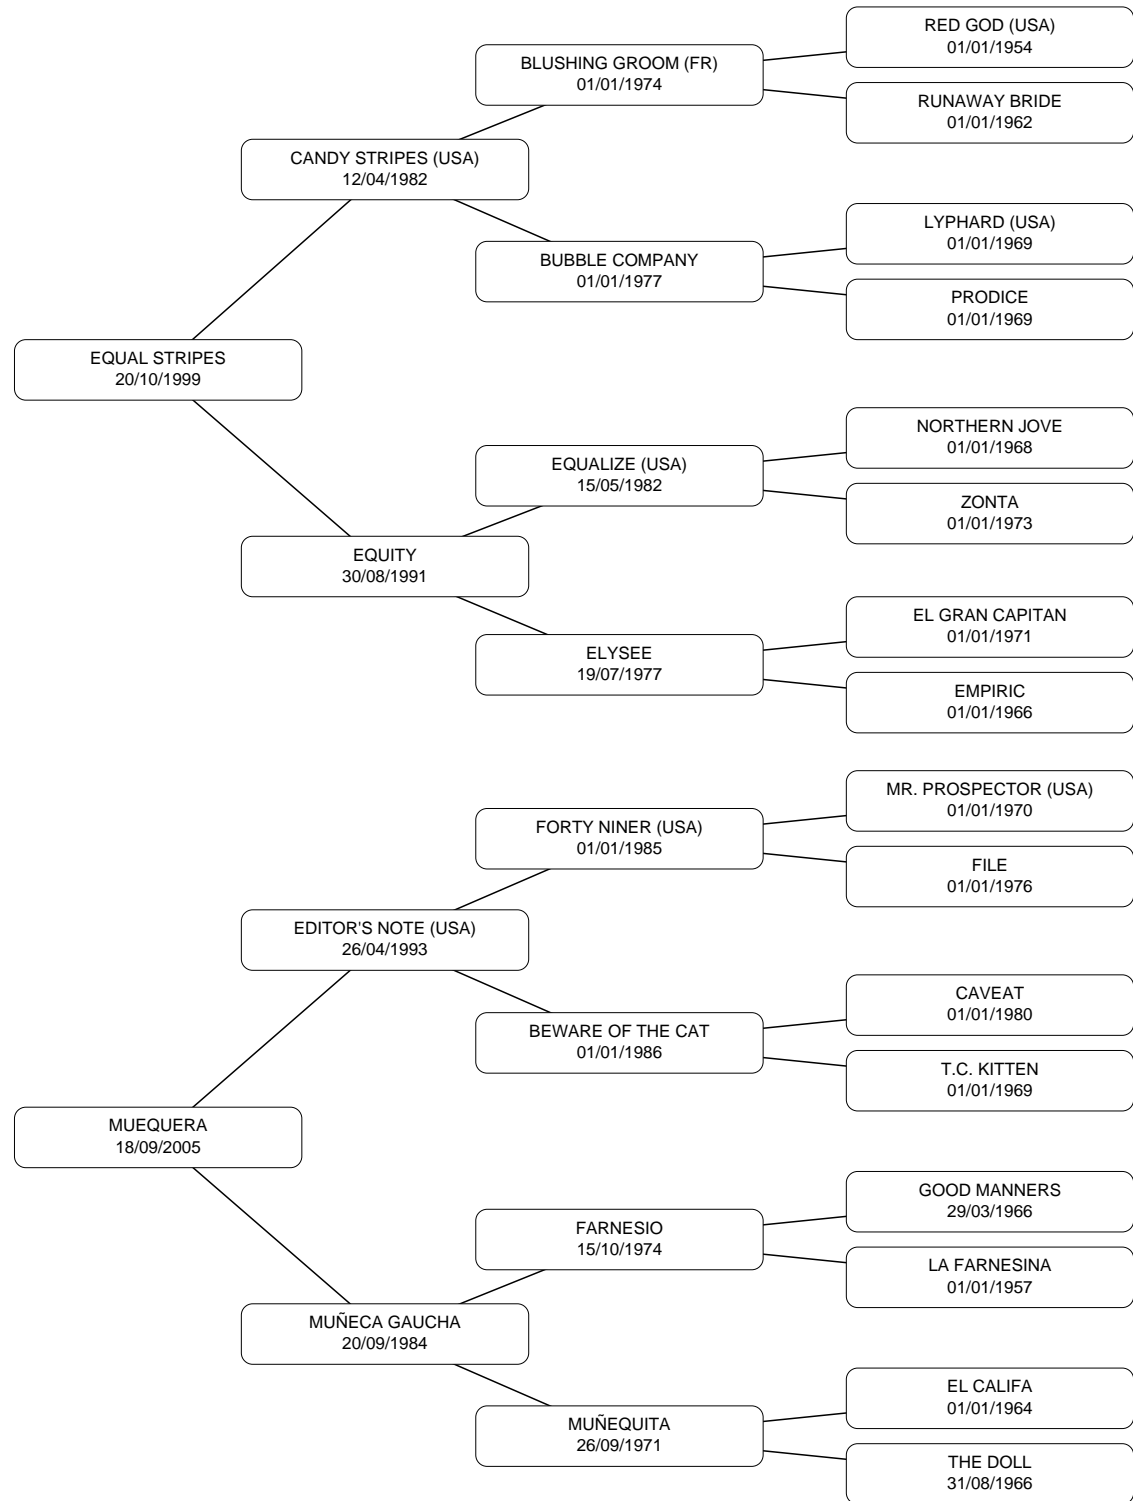 RED GOD (USA)
01/01/1954
BLUSHING GROOM (FR)
01/01/1974
RUNAWAY BRIDE
01/01/1962
CANDY STRIPES (USA)
12/04/1982
LYPHARD (USA)
01/01/1969
BUBBLE COMPANY
01/01/1977
PRODICE
01/01/1969
EQUAL STRIPES
20/10/1999
NORTHERN JOVE
01/01/1968
EQUALIZE (USA)
15/05/1982
ZONTA
01/01/1973
EQUITY
30/08/1991
EL GRAN CAPITAN
01/01/1971
ELYSEE
19/07/1977
EMPIRIC
01/01/1966
MR. PROSPECTOR (USA)
01/01/1970
FORTY NINER (USA)
01/01/1985
FILE
01/01/1976
EDITOR'S NOTE (USA)
26/04/1993
CAVEAT
01/01/1980
BEWARE OF THE CAT
01/01/1986
T.C. KITTEN
01/01/1969
MUEQUERA
18/09/2005
GOOD MANNERS
29/03/1966
FARNESIO
15/10/1974
LA FARNESINA
01/01/1957
MUÑECA GAUCHA
20/09/1984
EL CALIFA
01/01/1964
MUÑEQUITA
26/09/1971
THE DOLL
31/08/1966